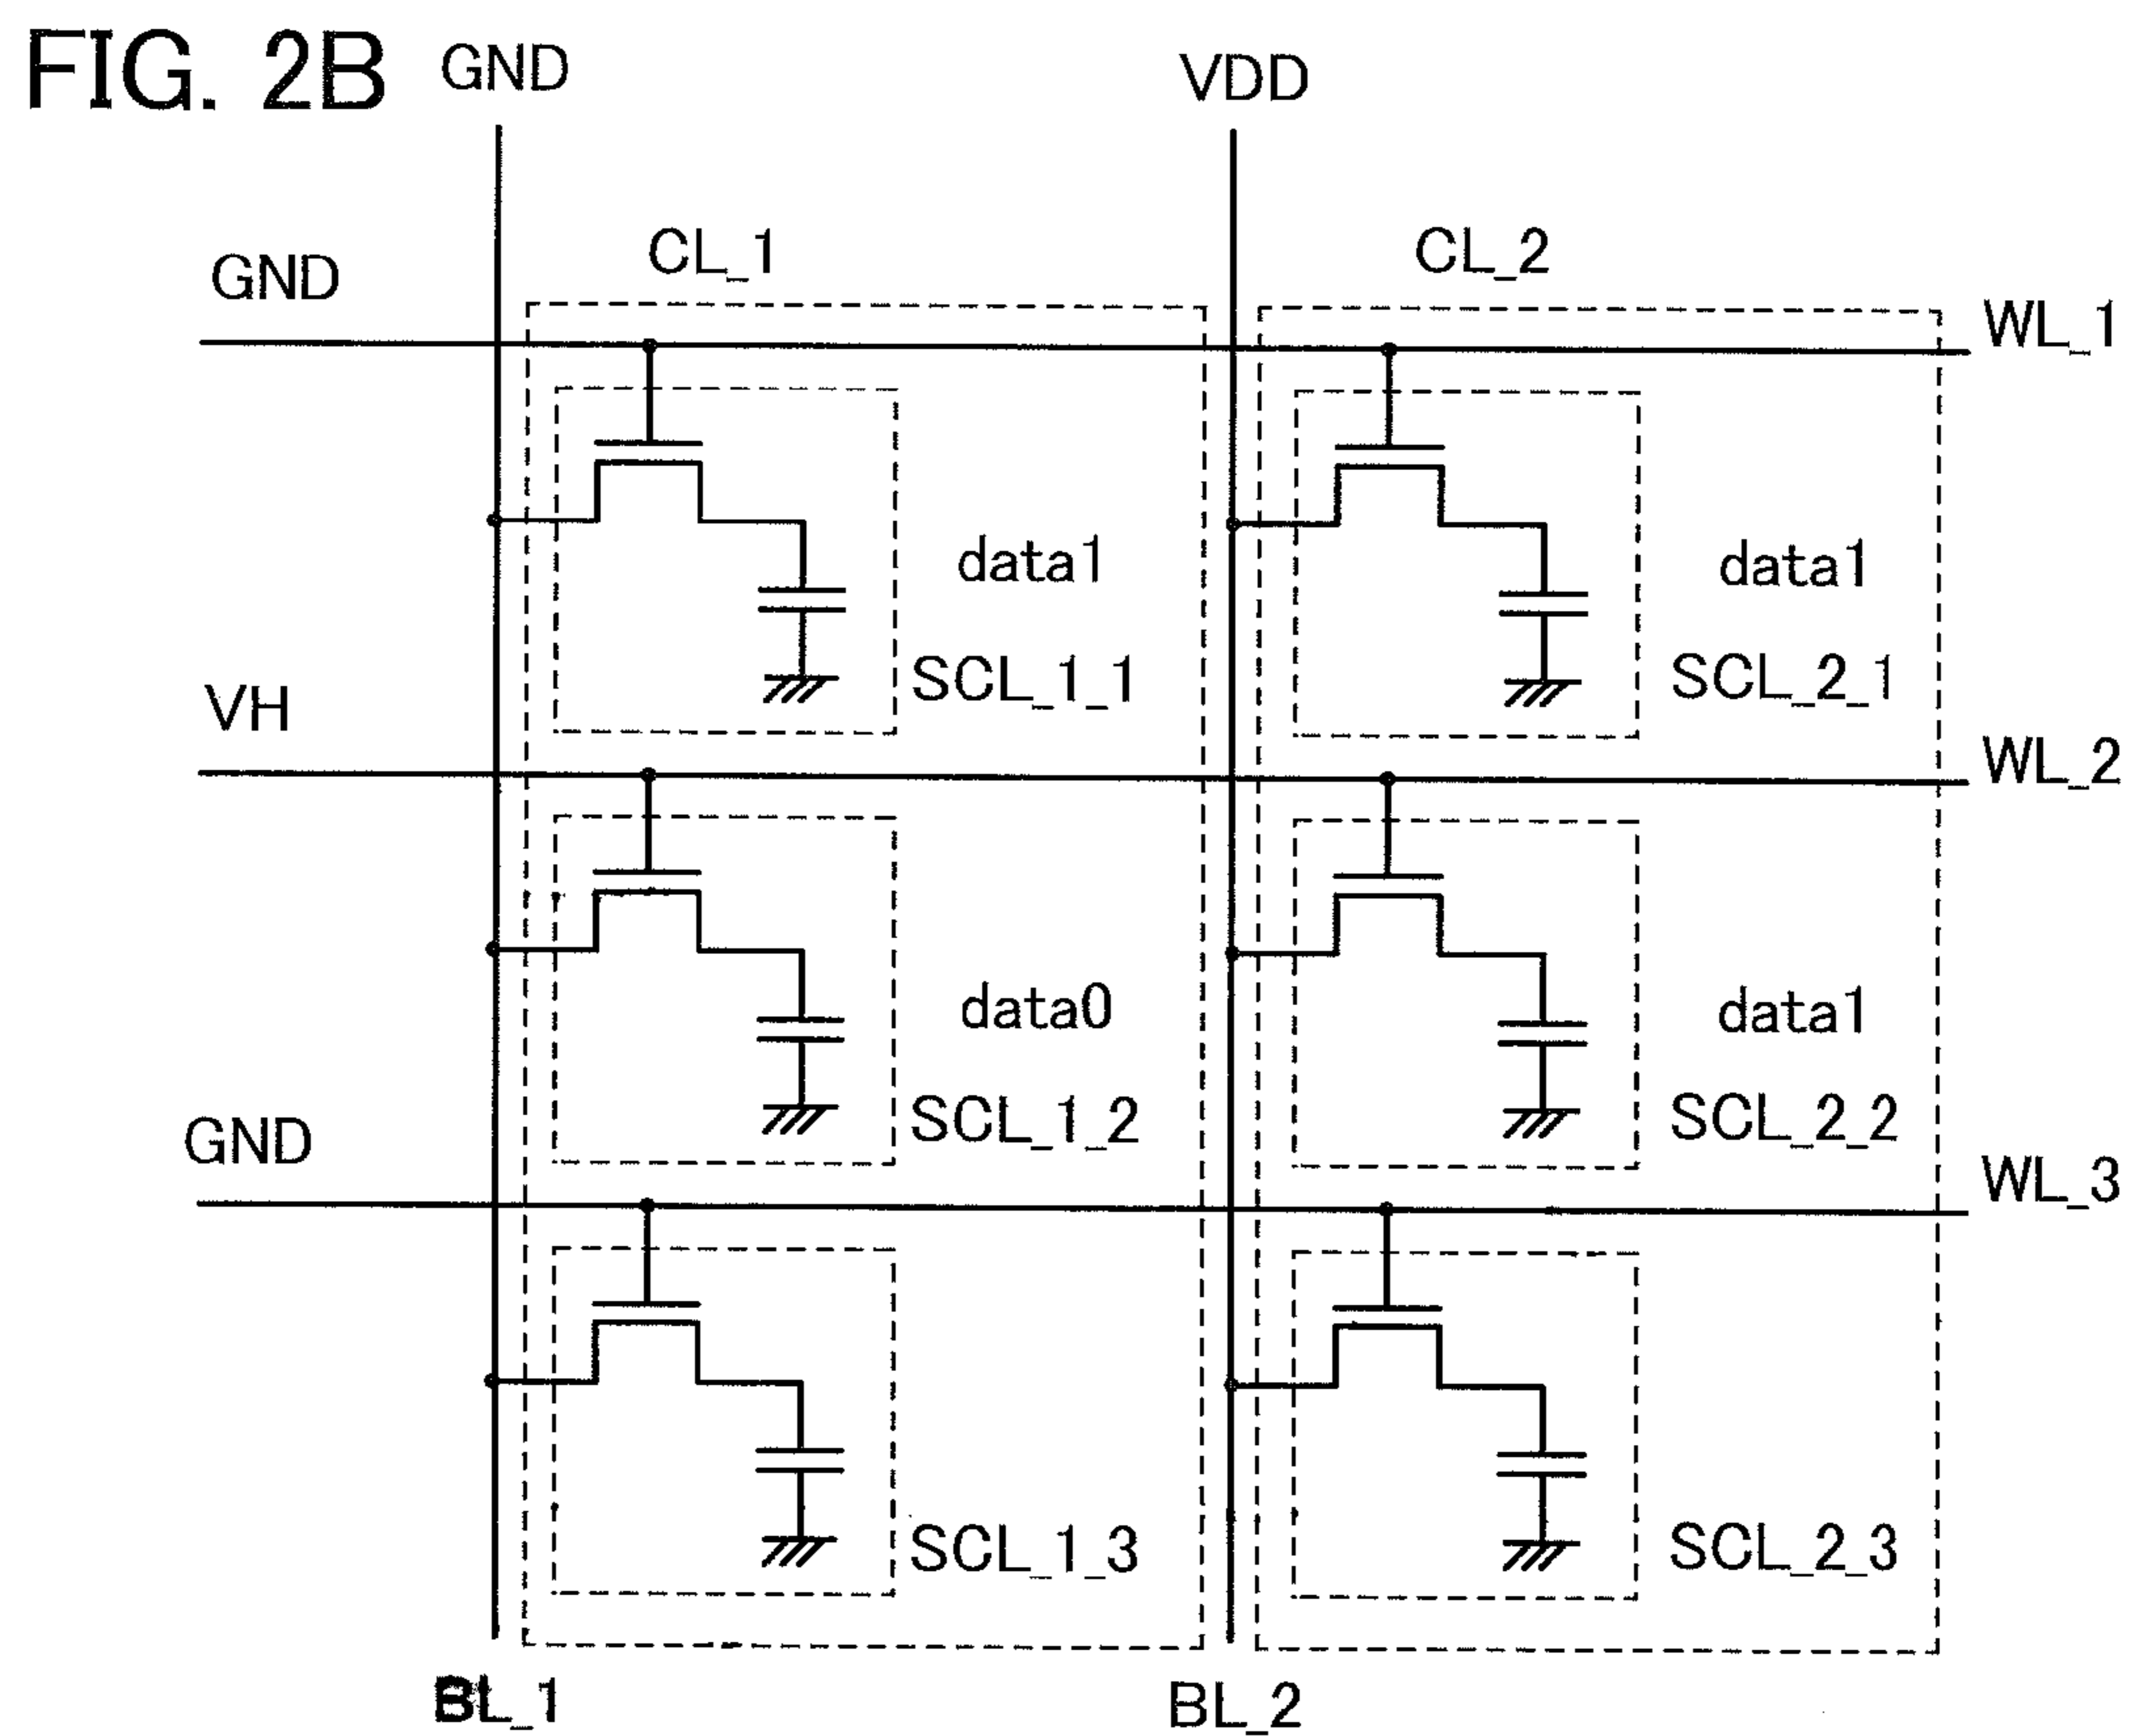 FIG. 2B
GND
VDD
GND
CL_1
CL_2
WL_1
data1
data1
SCL_1_1
SCL_2_1
VH
WL_2
data0
data1
SCL_1_2
SCL_2_2
GND
WL_3
SCL_1_3
SCL_2_3
BL_1
BL_2